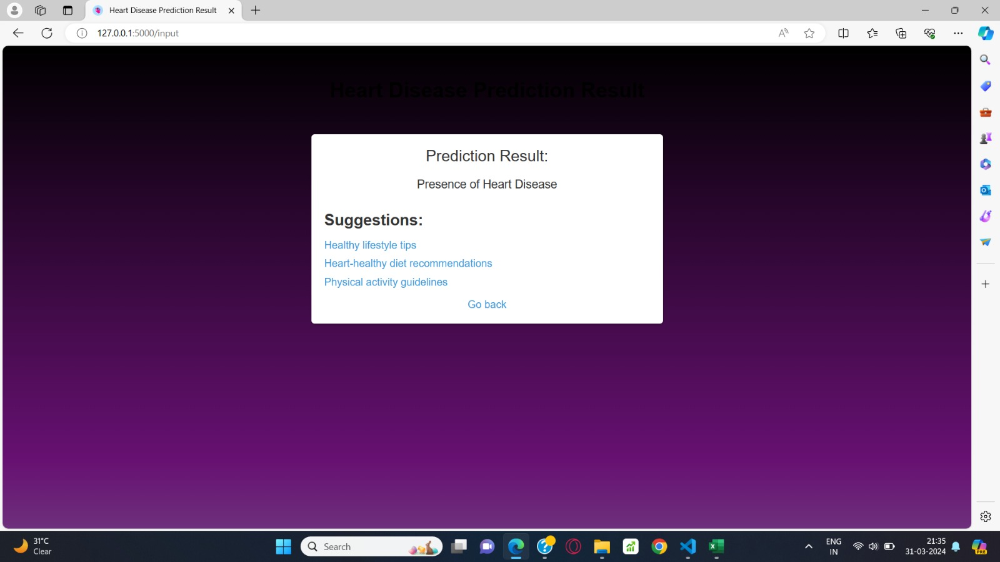 Heart Disease Prediction Result
127.0.0.1:5000/input
Heart Disease Prediction Result
Prediction Result:
Presence of Heart Disease
Suggestions:
Healthy lifestyle tips
Heart-healthy diet recommendations
Physical activity guidelines
Go back
31°C
Clear
Search
ENG
IN
21:35
31-03-2024
PRE